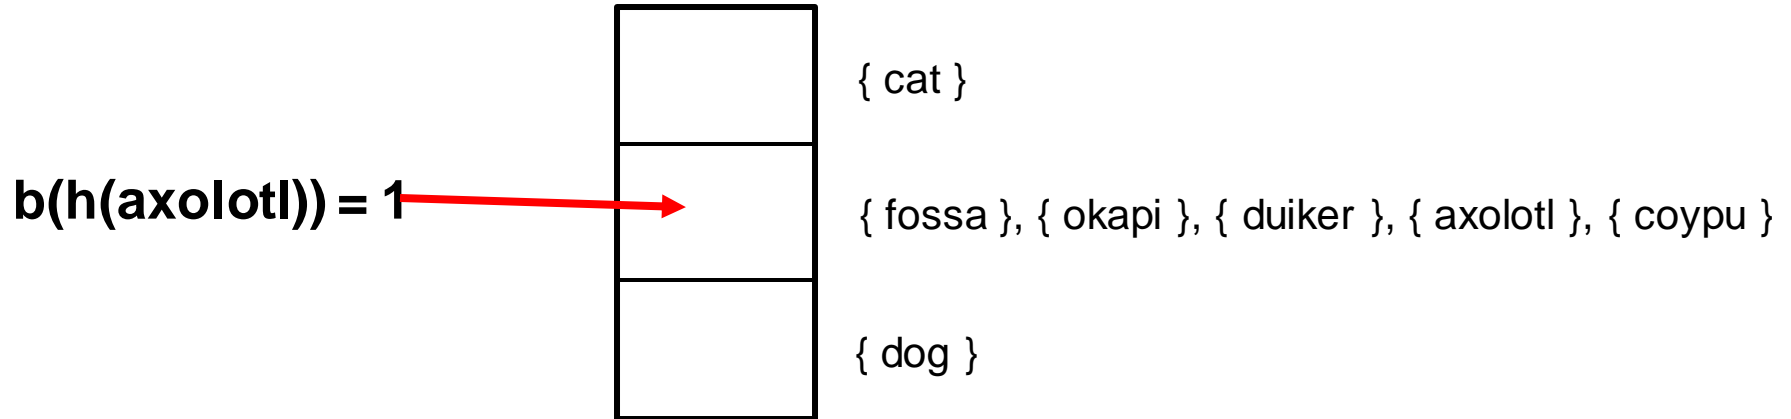 { cat }
b(h(axolotl)) = 1
{ fossa }, { okapi }, { duiker }, { axolotl }, { coypu }
{ dog }